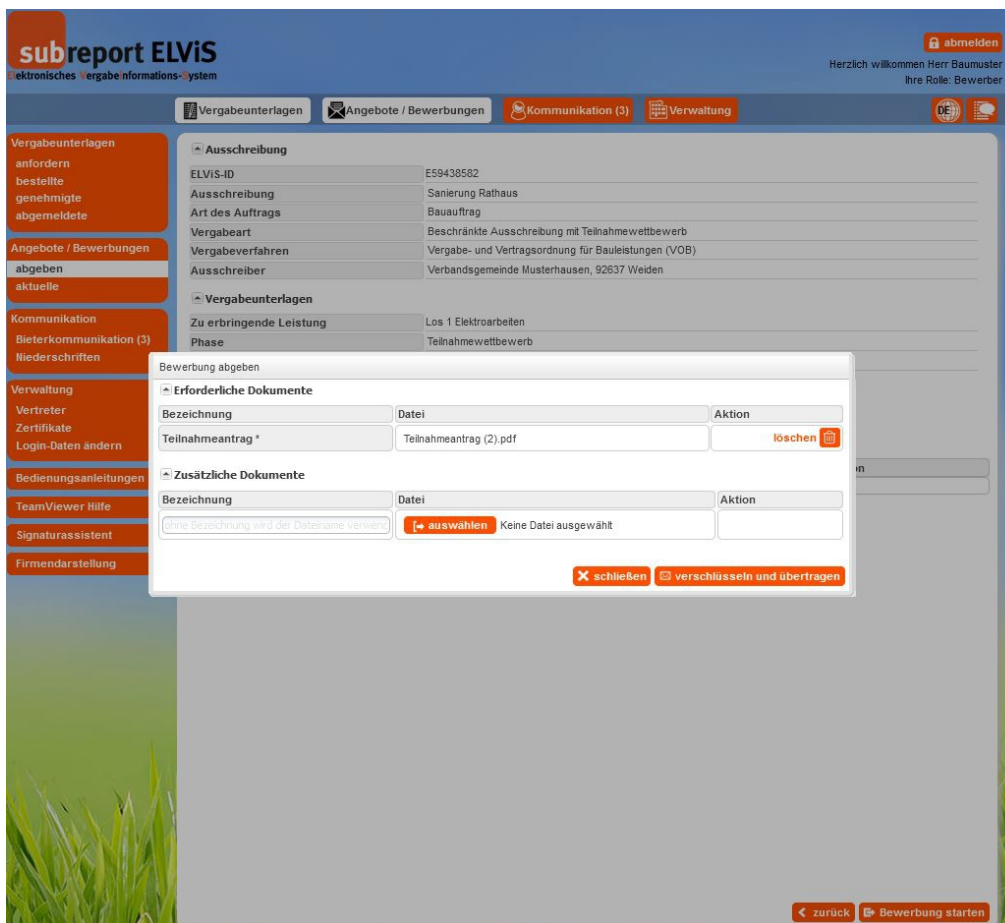 subreport ELViS
Elektronisches Vergabeinformations-System
abmelden
Herzlich willkommen Herr Baumuster
Ihre Rolle: Bewerber
Vergabeunterlagen Angebote / Bewerbungen Kommunikation (3) Verwaltung DE
Vergabeunterlagen
anfordern
bestellte
genehmigte
abgemeldete
Angebote / Bewerbungen
abgeben
aktuelle
Kommunikation
Bieterkommunikation (3)
Niederschriften
Verwaltung
Vertreter
Zertifikate
Login-Daten ändern
Bedienungsanleitungen
TeamViewer Hilfe
Signaturassistent
Firmendarstellung
Ausschreibung
ELViS-ID E59438582
Ausschreibung Sanierung Rathaus
Art des Auftrags Bauauftrag
Vergabeart Beschränkte Ausschreibung mit Teilnahmewettbewerb
Vergabeverfahren Vergabe- und Vertragsordnung für Bauleistungen (VOB)
Ausschreiber Verbandsgemeinde Musterhausen, 92637 Weiden
Vergabeunterlagen
Zu erbringende Leistung Los 1 Elektroarbeiten
Phase Teilnahmewettbewerb
Bewerbung abgeben
Erforderliche Dokumente
Bezeichnung Datei Aktion
Teilnahmeantrag * Teilnahmeantrag (2).pdf löschen
Zusätzliche Dokumente
Bezeichnung Datei Aktion
ohne Bezeichnung wird der Dateiname verwend auswählen Keine Datei ausgewählt
schließen verschlüsseln und übertragen
zurück Bewerbung starten